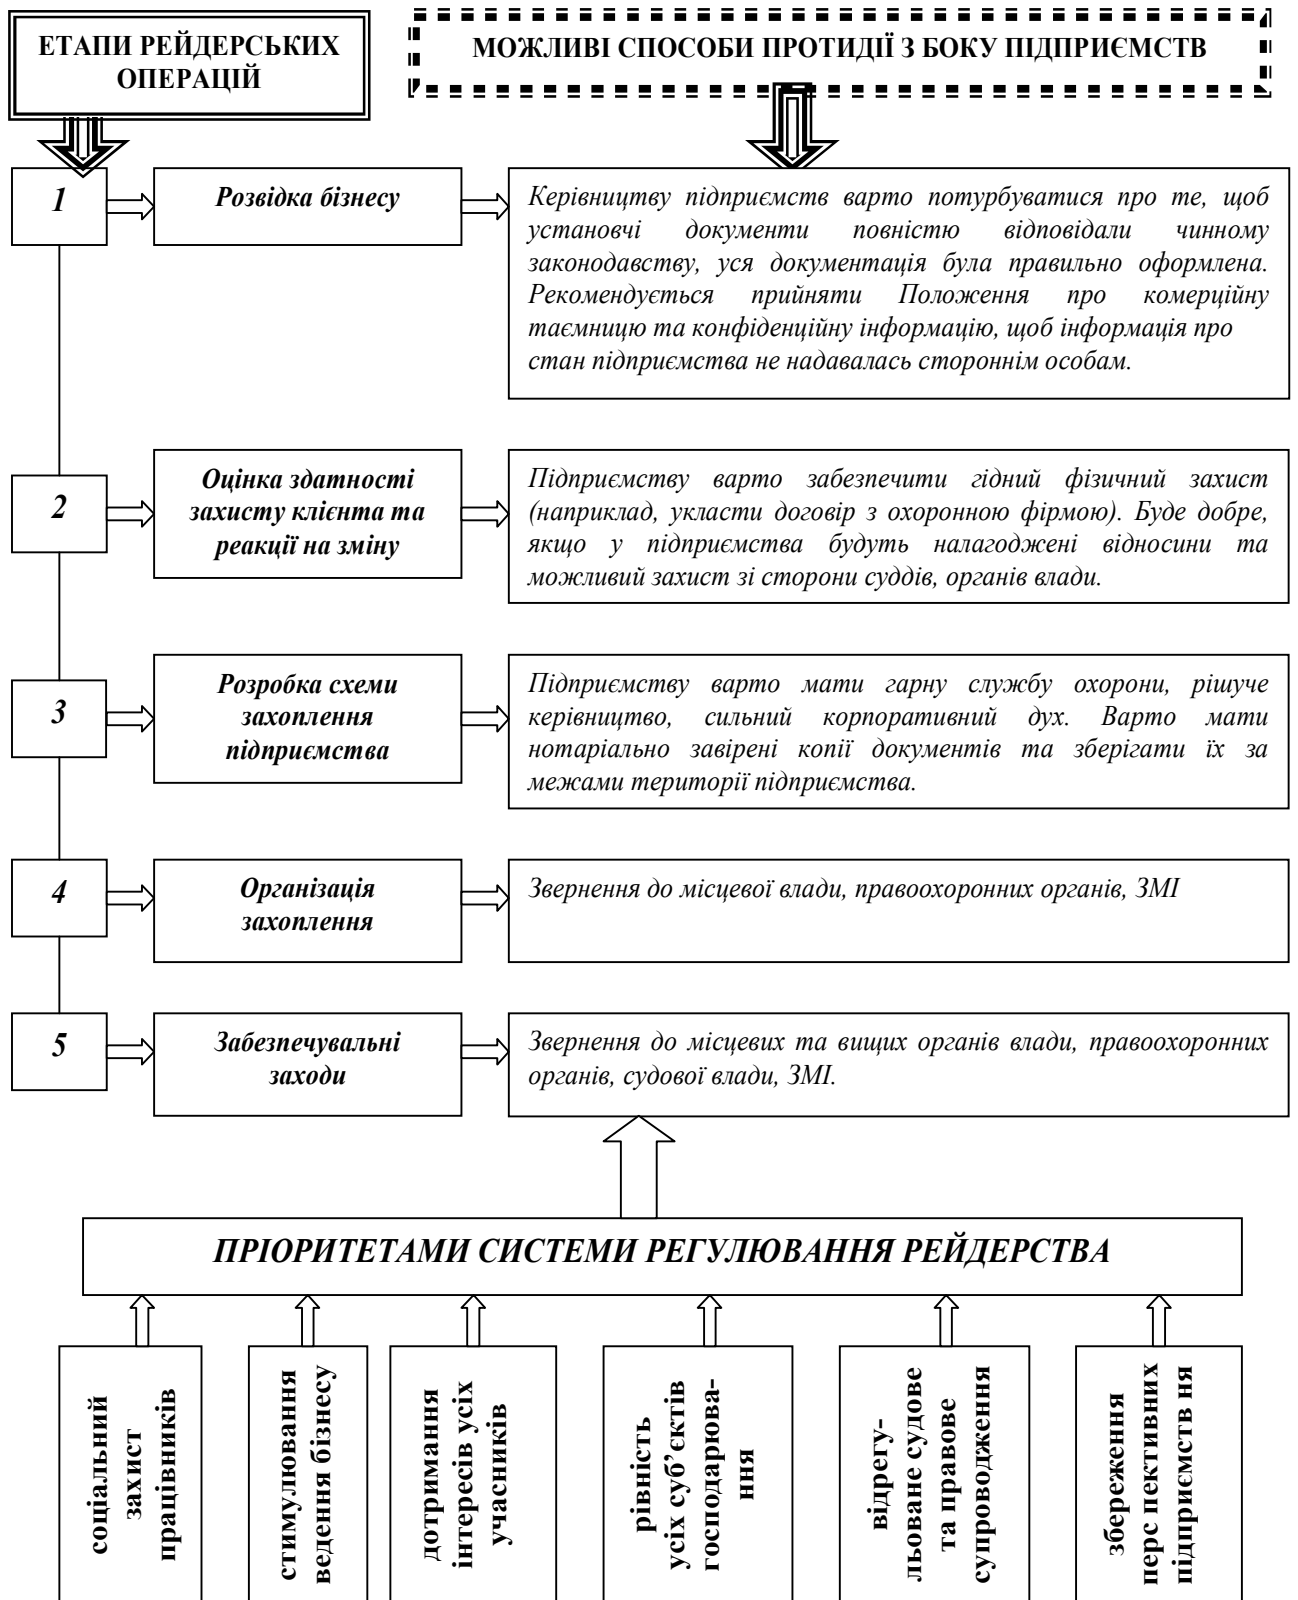 ЕТАПИ РЕЙДЕРСЬКИХ
ОПЕРАЦІЙ
МОЖЛИВІ СПОСОБИ ПРОТИДІЇ З БОКУ ПІДПРИЄМСТВ
1
Розвідка бізнесу
Керівництву підприємств варто потурбуватися про те, щоб
установчі документи повністю відповідали чинному
законодавству, уся документація була правильно оформлена.
Рекомендується прийняти Положення про комерційну
таємницю та конфіденційну інформацію, щоб інформація про
стан підприємства не надавалась стороннім особам.
2
Оцінка здатності
захисту клієнта та
реакції на зміну
Підприємству варто забезпечити гідний фізичний захист
(наприклад, укласти договір з охоронною фірмою). Буде добре,
якщо у підприємства будуть налагоджені відносини та
можливий захист зі сторони суддів, органів влади.
3
Розробка схеми
захоплення
підприємства
Підприємству варто мати гарну службу охорони, рішуче
керівництво, сильний корпоративний дух. Варто мати
нотаріально завірені копії документів та зберігати їх за
межами території підприємства.
4
Організація
захоплення
Звернення до місцевої влади, правоохоронних органів, ЗМІ
5
Забезпечувальні
заходи
Звернення до місцевих та вищих органів влади, правоохоронних
органів, судової влади, ЗМІ.
ПРІОРИТЕТАМИ СИСТЕМИ РЕГУЛЮВАННЯ РЕЙДЕРСТВА
соціальний
захист
працівників
стимулювання
ведення бізнесу
дотримання
інтересів усіх
учасників
рівність
усіх суб’єктів
господарюва-
ння
відрегу-
льоване судове
та правове
супроводження
збереження
перс пективних
підприємств ня